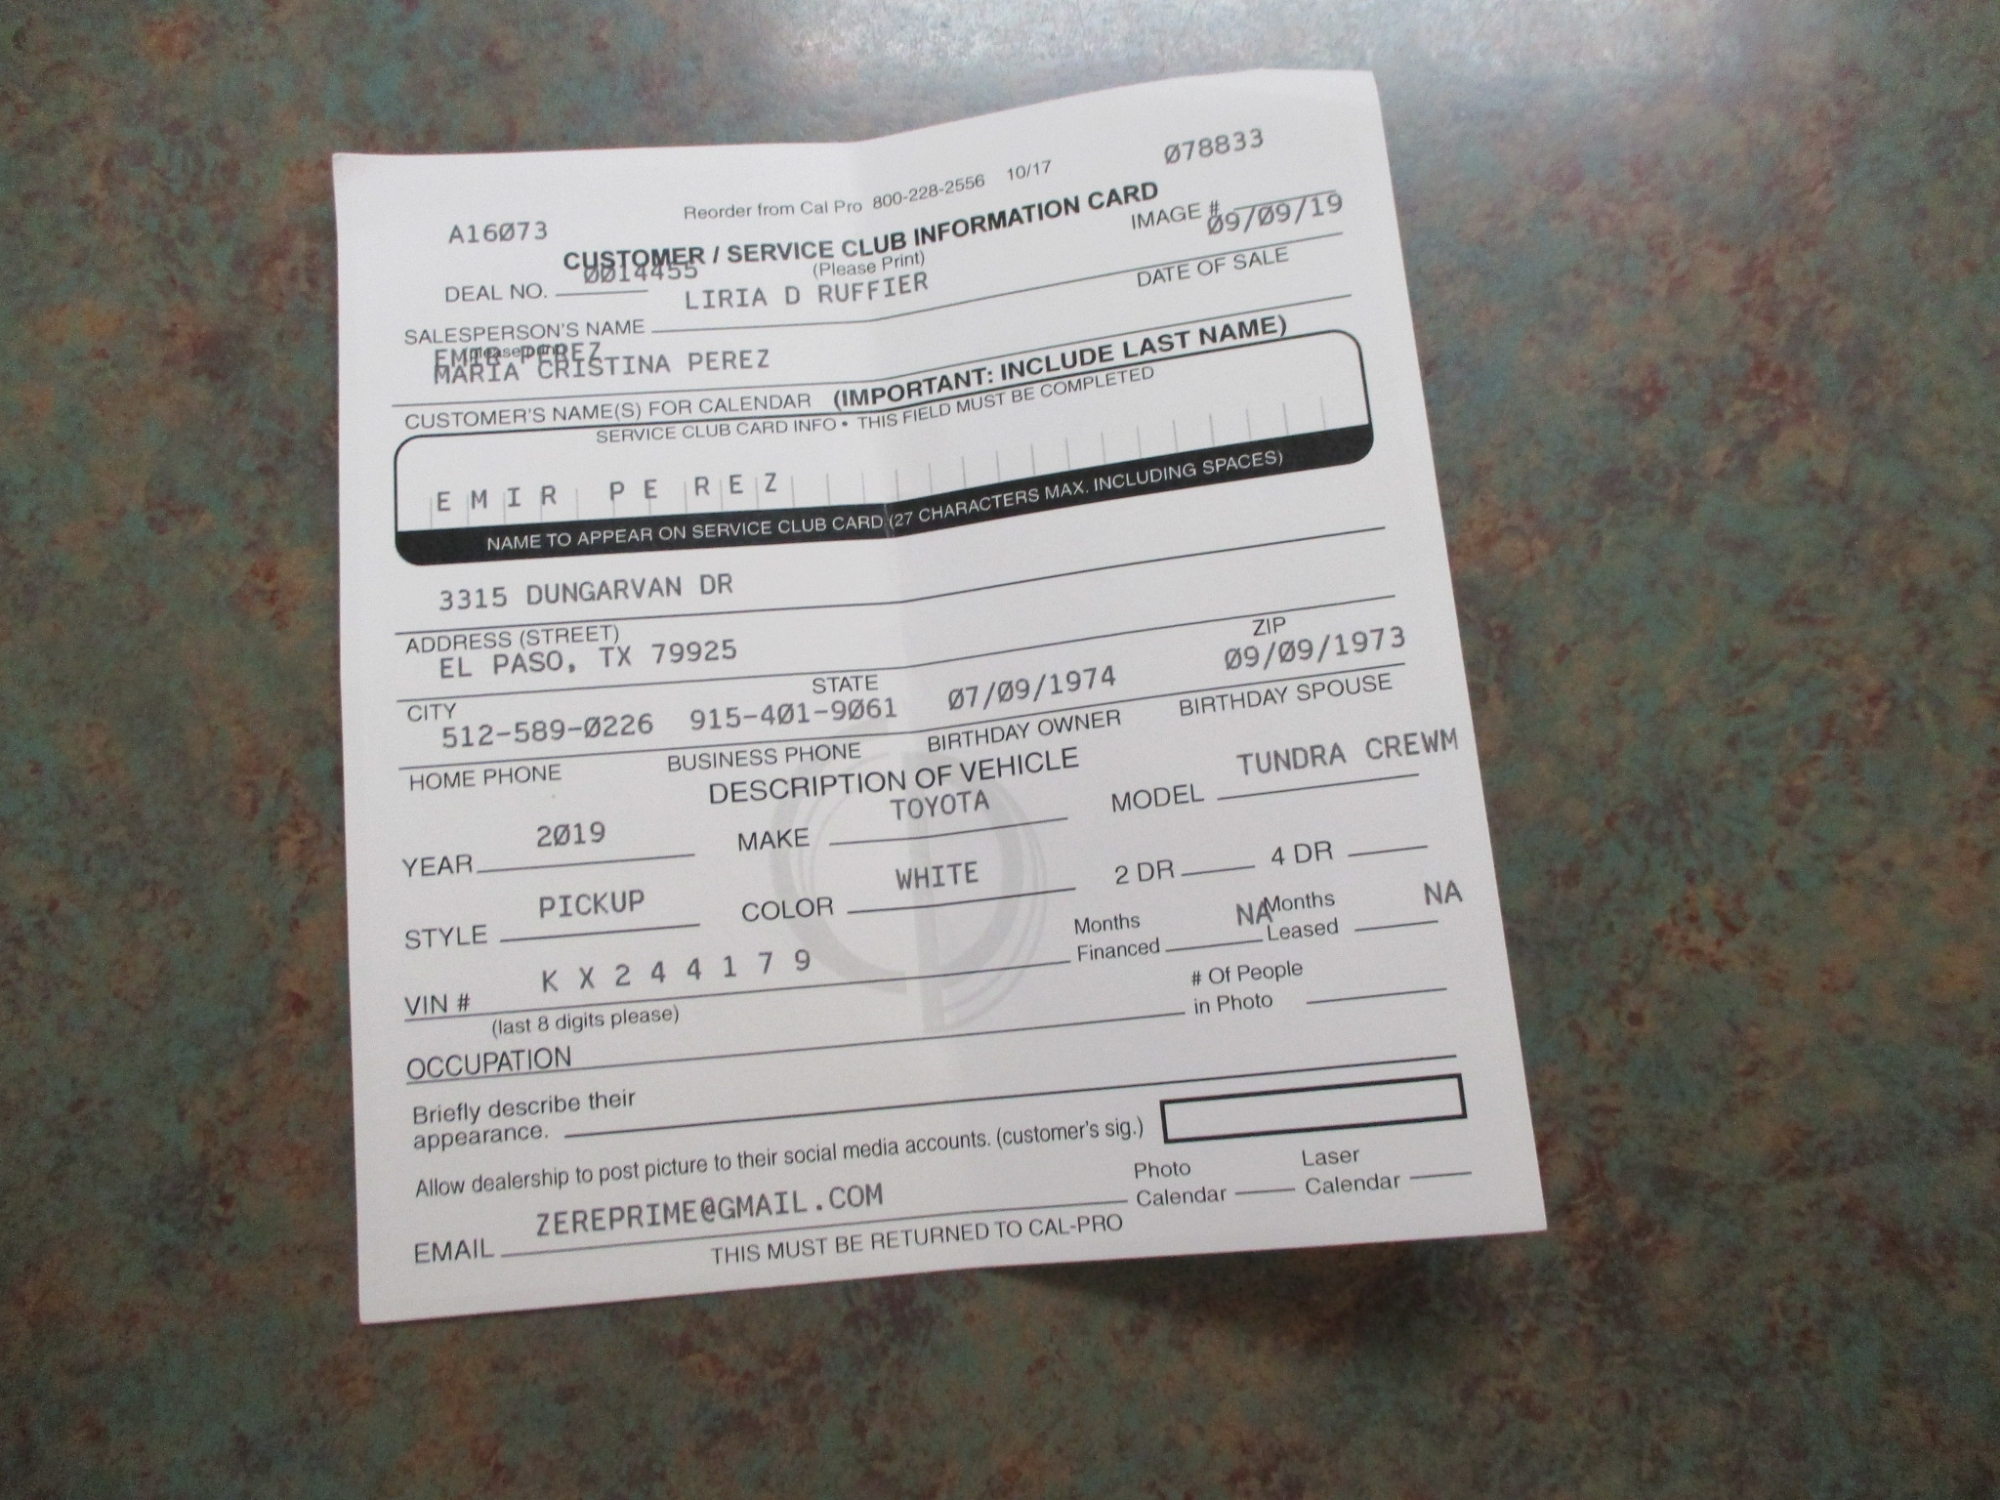 Reorder from Cal Pro 800-228-2556 10/17
Ø78833
A16Ø73
CUSTOMER / SERVICE CLUB INFORMATION CARD
IMAGE #
Ø9/Ø9/19
DEAL NO. ØØ14455
(Please Print)
DATE OF SALE
LIRIA D RUFFIER
SALESPERSON'S NAME
(please print)
EMIR PEREZ
MARIA CRISTINA PEREZ
CUSTOMER'S NAME(S) FOR CALENDAR (IMPORTANT: INCLUDE LAST NAME)
SERVICE CLUB CARD INFO • THIS FIELD MUST BE COMPLETED
EMIR PEREZ
NAME TO APPEAR ON SERVICE CLUB CARD (27 CHARACTERS MAX. INCLUDING SPACES)
3315 DUNGARVAN DR
ADDRESS (STREET)
EL PASO, TX 79925
CITY STATE ZIP
512-589-Ø226 915-4Ø1-9Ø61 Ø7/Ø9/1974 Ø9/Ø9/1973
HOME PHONE BUSINESS PHONE BIRTHDAY OWNER BIRTHDAY SPOUSE
DESCRIPTION OF VEHICLE
YEAR 2Ø19 MAKE TOYOTA MODEL TUNDRA CREWM
STYLE PICKUP COLOR WHITE 2 DR 4 DR
VIN # KX244179 Months Financed NA Months Leased NA
(last 8 digits please)
# Of People in Photo
OCCUPATION
Briefly describe their
appearance.
Allow dealership to post picture to their social media accounts. (customer's sig.)
EMAIL ZEREPRIME@GMAIL.COM Photo Calendar Laser Calendar
THIS MUST BE RETURNED TO CAL-PRO